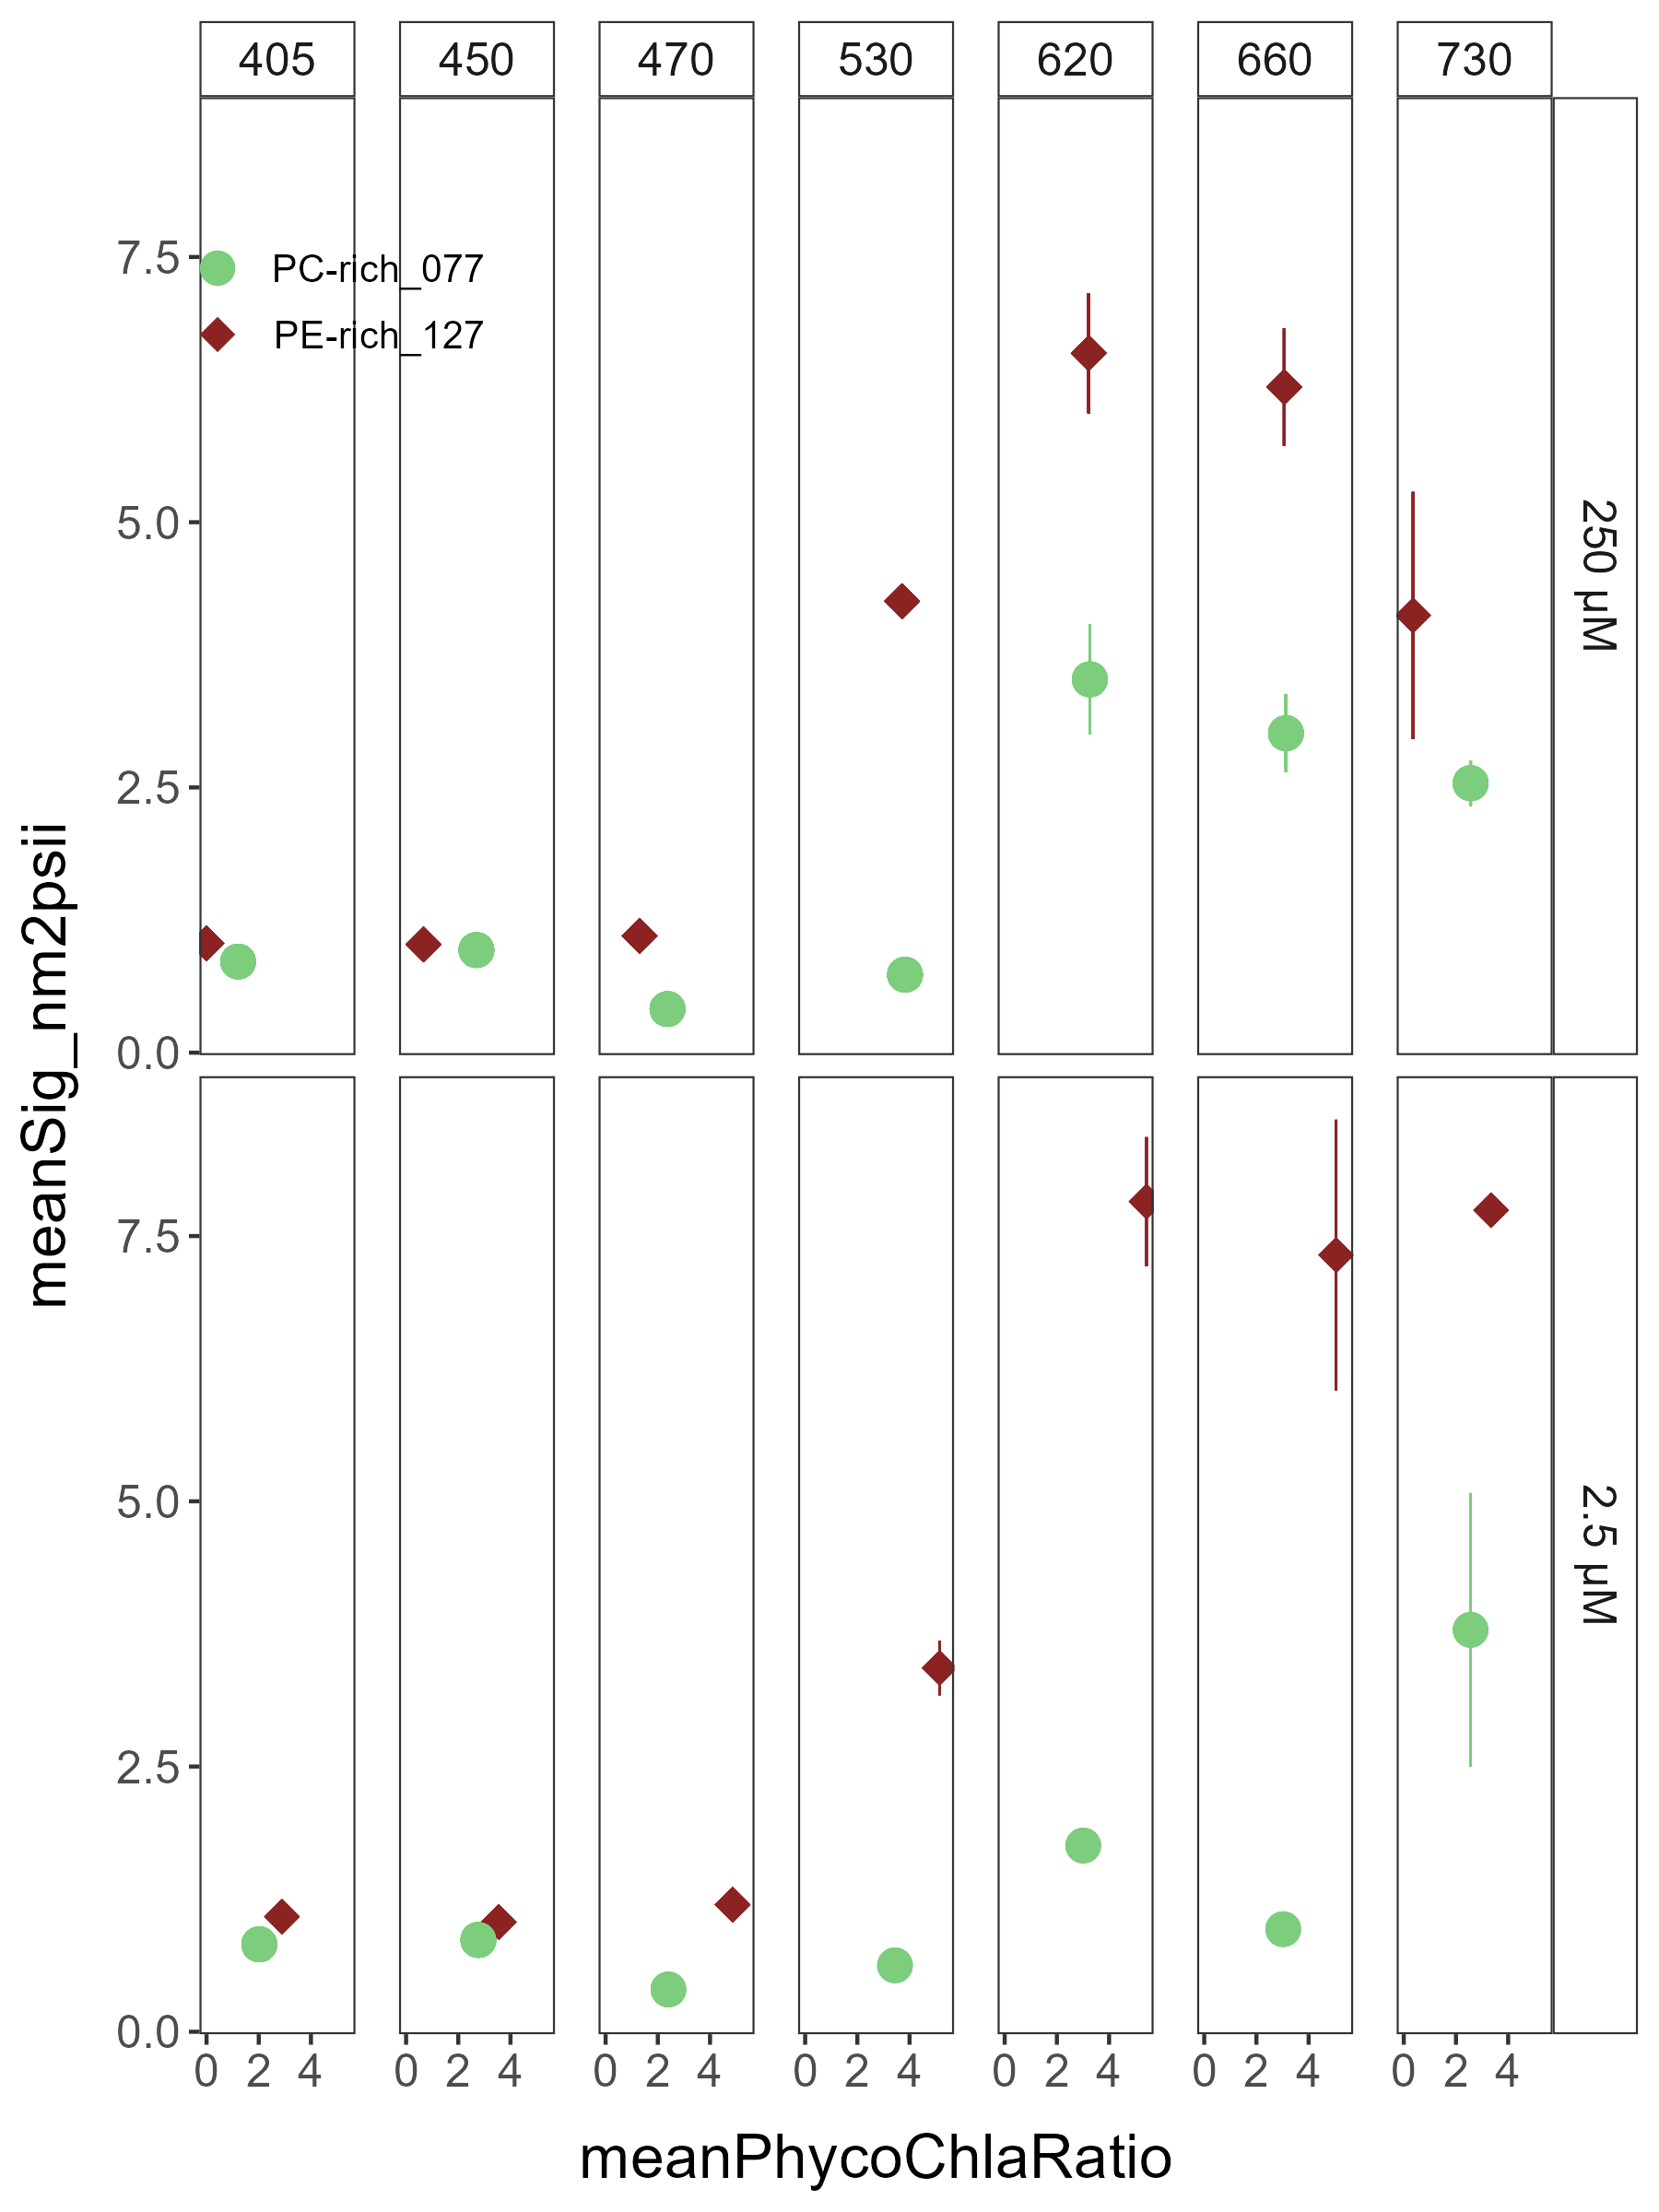 405 450 470 530 620 660 730
7.5
PC-rich_077
PE-rich_127
5.0
250 µM
2.5
0.0
meanSig_nm2psii
7.5
5.0
2.5 µM
2.5
0.0
0 2 4 0 2 4 0 2 4 0 2 4 0 2 4 0 2 4 0 2 4
meanPhycoChlaRatio